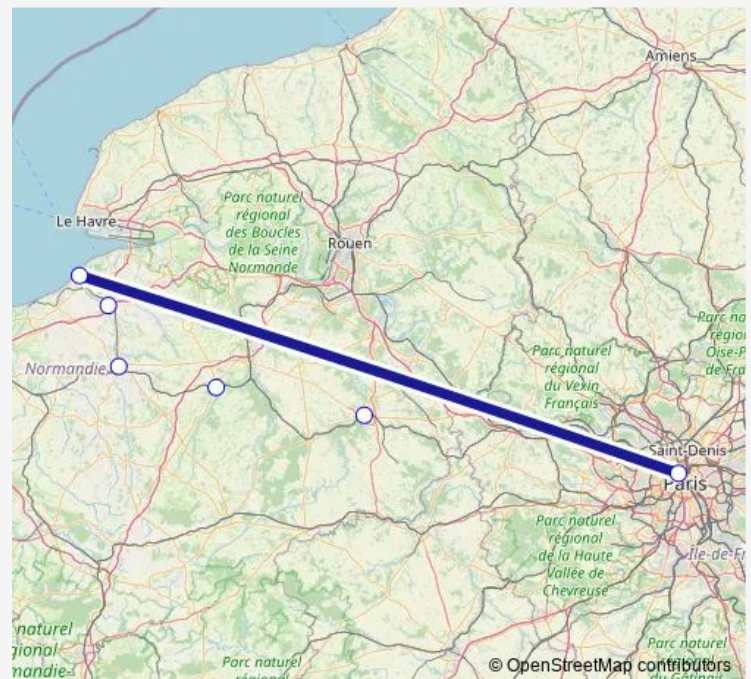 Amiens
Le Havre
Parc naturel
régional
des Boucles
de la Seine
Normande
Rouen
Parc na
région
Oise-P
de Fra
Normandie
Parc naturel
régional
du Vexin
Français
Saint-Denis
Paris
Parc naturel
régional
de la Haute
Vallée de
Chevreuse
Île-de-Fr
naturel
gional
mandie-
Parc naturel
régional
Parc naturel
© OpenStreetMap contributors